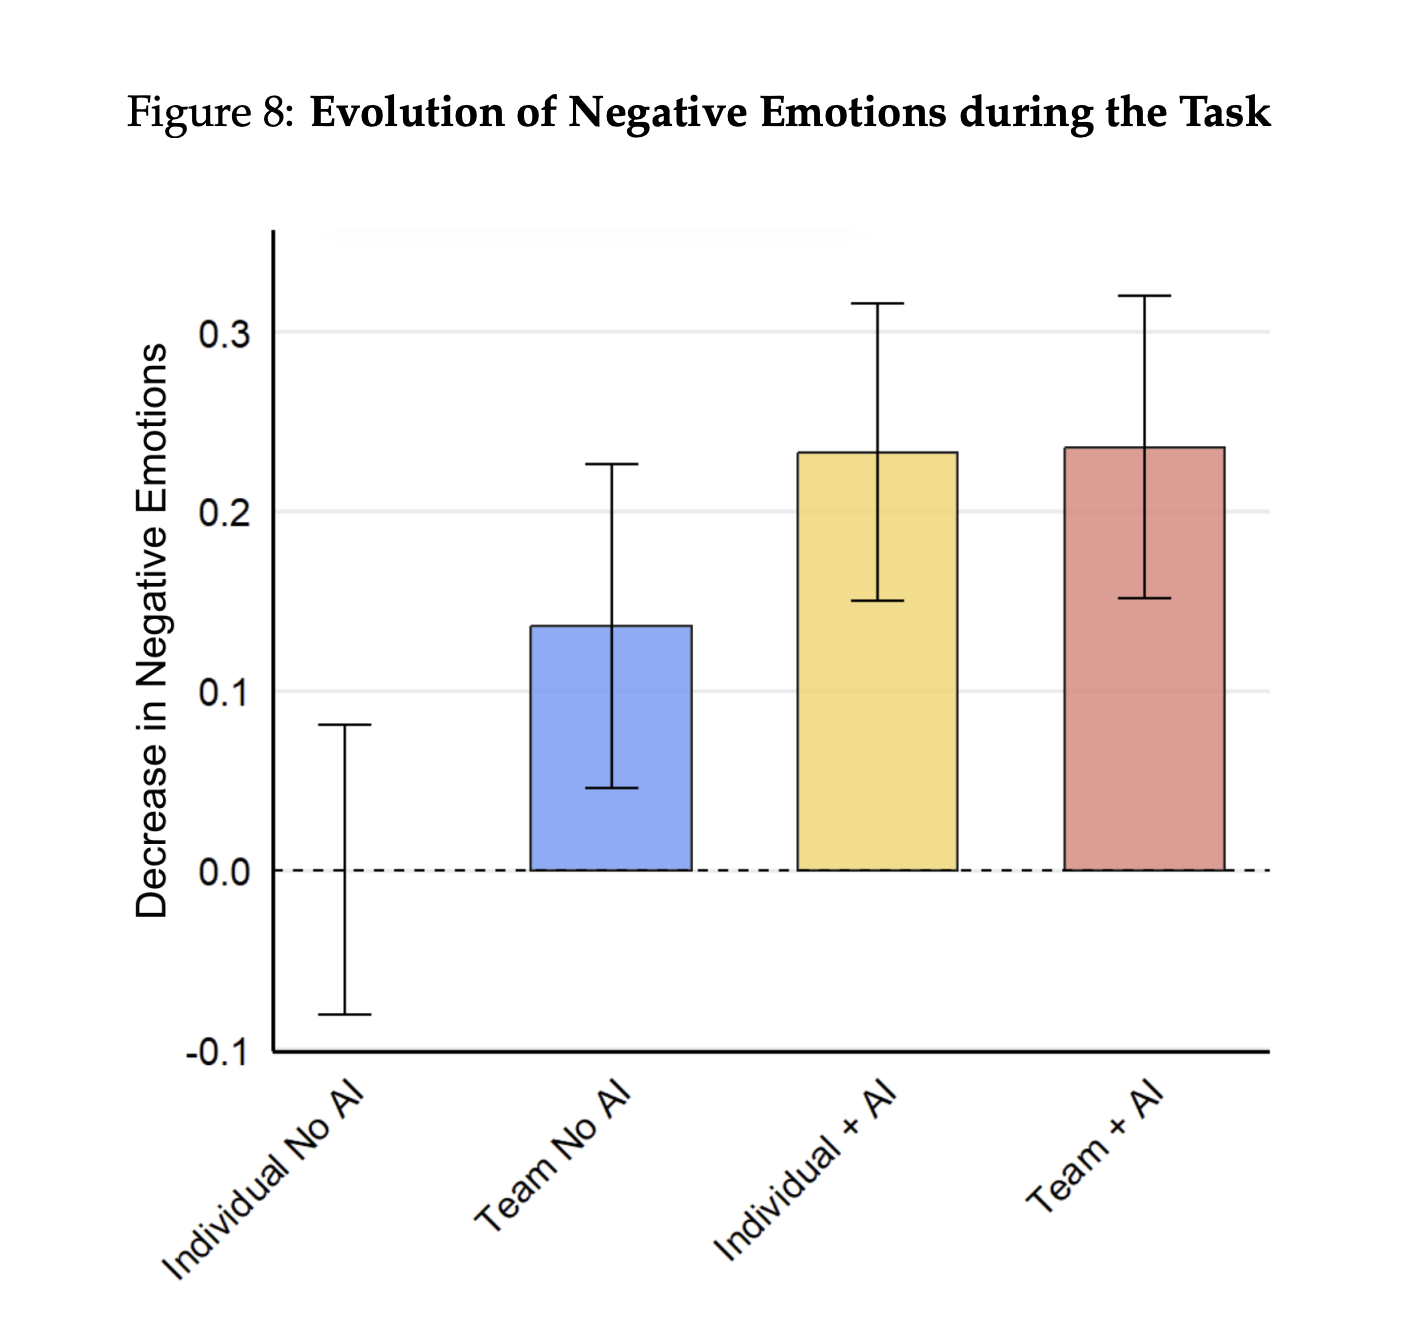 Figure 8: Evolution of Negative Emotions during the Task
Decrease in Negative Emotions
0.3
0.2
0.1
0.0
-0.1
Individual No AI
Team No AI
Individual + AI
Team + AI